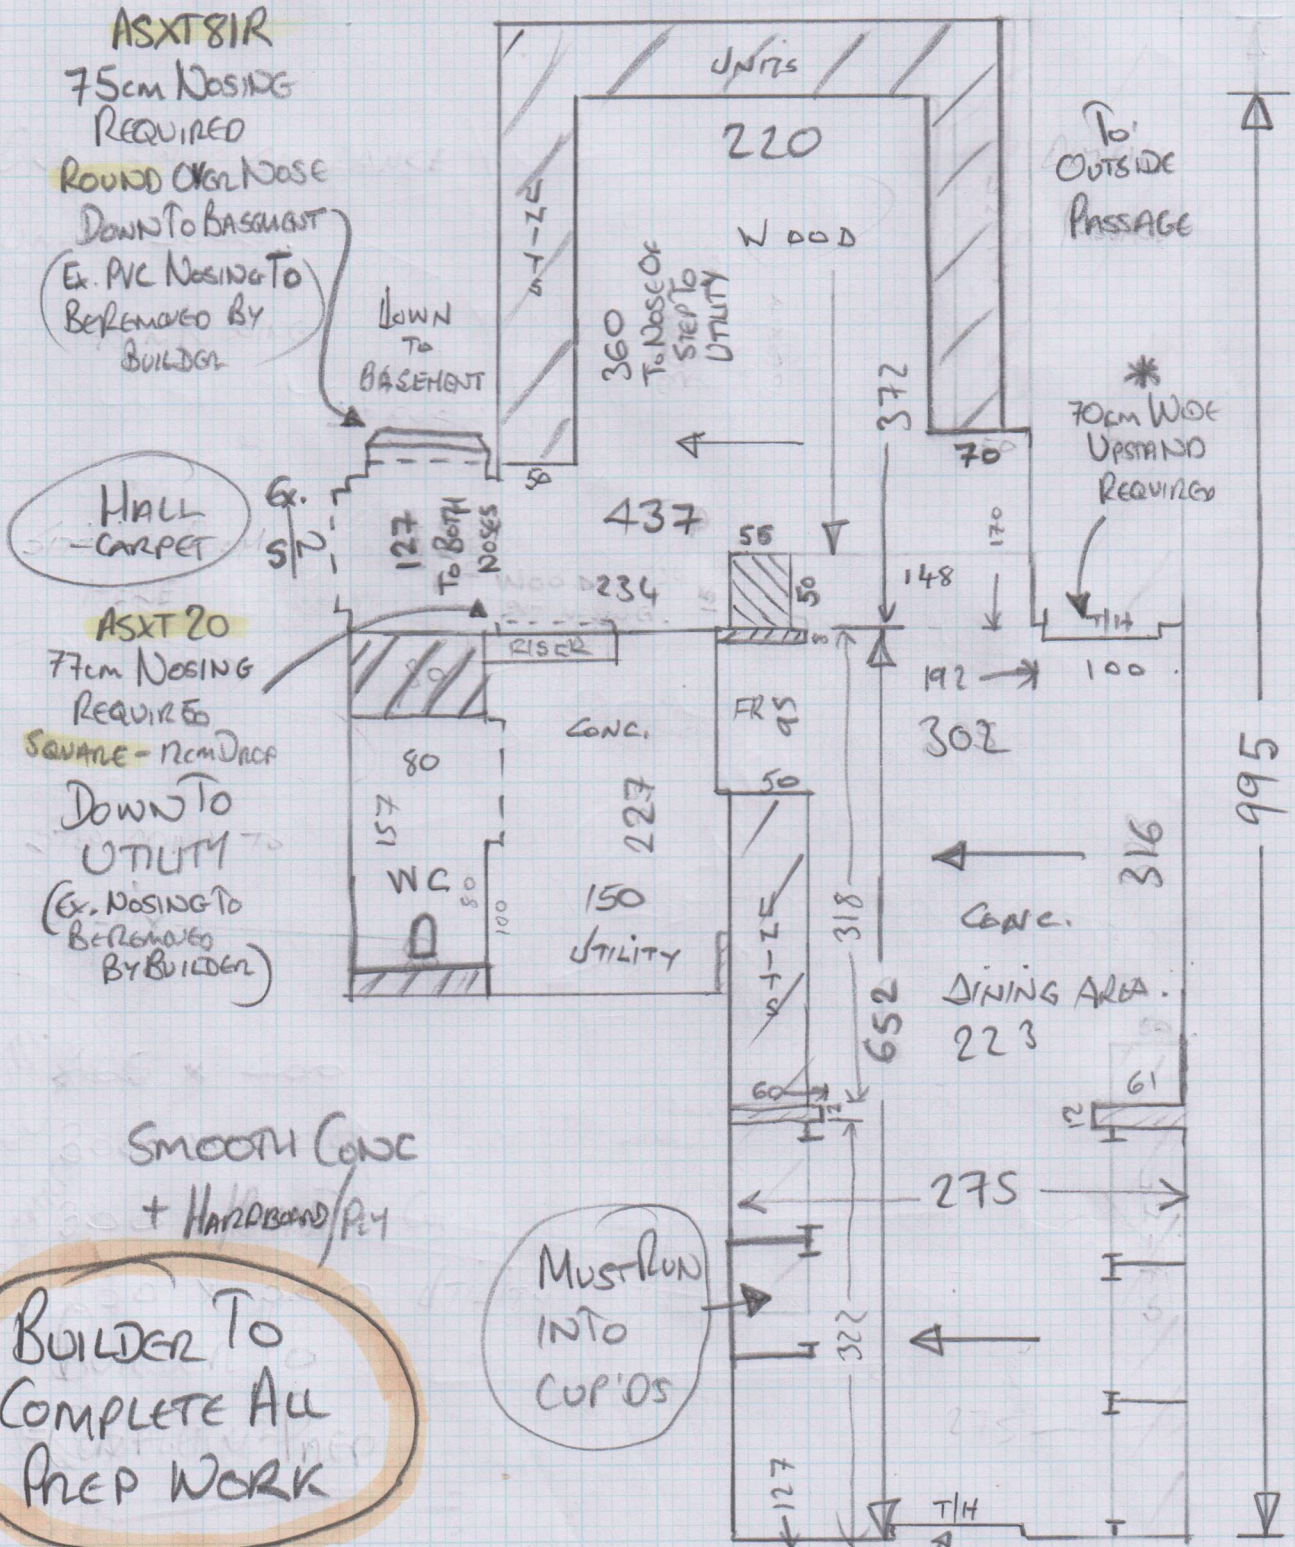 ASXT81R
75cm NOSING
REQUIRED
ROUND OVER NOSE
DOWN TO BASEMENT
(EX. PVC NOSING TO
BE REMOVED BY
BUILDER
DOWN
TO
BASEMENT
UNITS
220
WOOD
360
TO NOSE OF
STEP TO
UTILITY
372
TO
OUTSIDE
PASSAGE
*
70CM WIDE
UPSTAND
REQUIRED
70
170
50
HALL
- CARPET
EX.
S/N
127
TO BOTH
NOSES
437
234
55
50
148
T/H
100
192
302
995
ASXT 20
77cm NOSING
REQUIRED
SQUARE - 12cm DROP
DOWN TO
UTILITY
(EX. NOSING TO
BE REMOVED
BY BUILDER)
RISER
80
157
WC
80
100
CONC.
227
150
UTILITY
FR
95
50
8
318
652
316
CONC.
DINING AREA.
223
60
12
61
12
275
SMOOTH CONC
+ HARDBOARD/PLY
BUILDER TO
COMPLETE ALL
PREP WORK
MUST RUN
INTO
CUP'DS
322
127
T/H